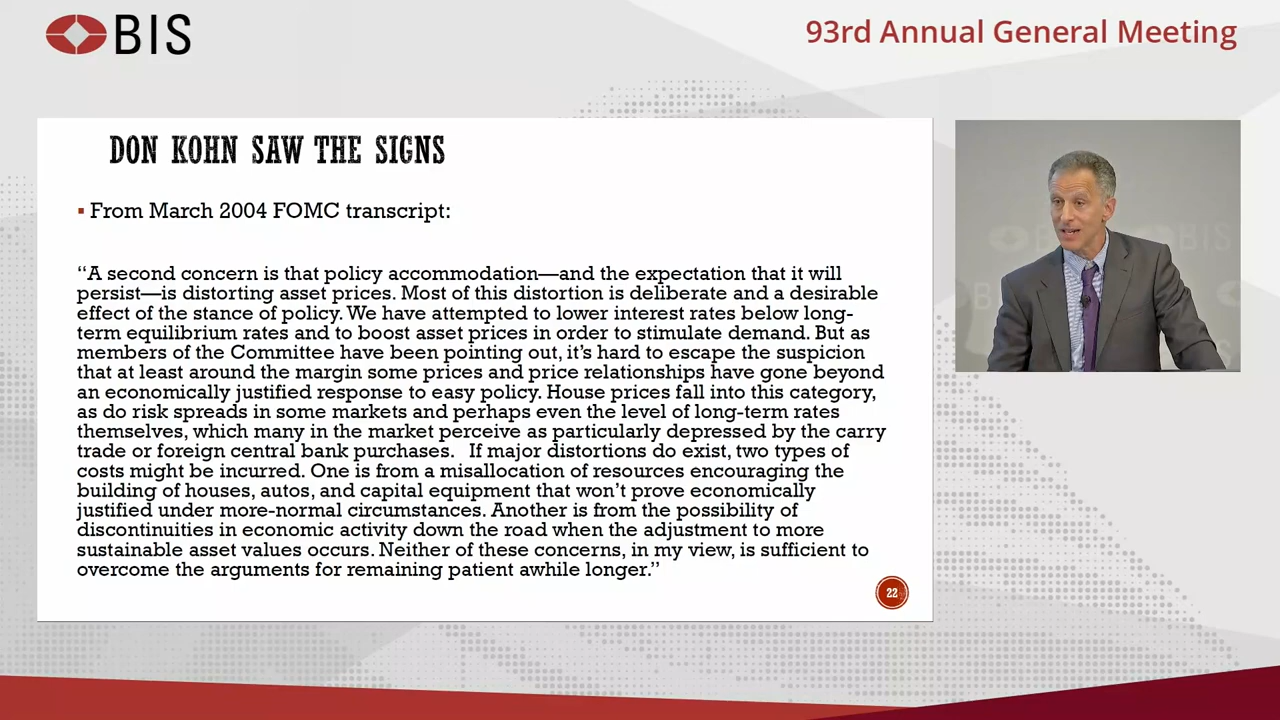 BIS
93rd Annual General Meeting
DON KOHN SAW THE SIGNS
▪ From March 2004 FOMC transcript:
“A second concern is that policy accommodation—and the expectation that it will
persist—is distorting asset prices. Most of this distortion is deliberate and a desirable
effect of the stance of policy. We have attempted to lower interest rates below long-
term equilibrium rates and to boost asset prices in order to stimulate demand. But as
members of the Committee have been pointing out, it’s hard to escape the suspicion
that at least around the margin some prices and price relationships have gone beyond
an economically justified response to easy policy. House prices fall into this category,
as do risk spreads in some markets and perhaps even the level of long-term rates
themselves, which many in the market perceive as particularly depressed by the carry
trade or foreign central bank purchases.   If major distortions do exist, two types of
costs might be incurred. One is from a misallocation of resources encouraging the
building of houses, autos, and capital equipment that won’t prove economically
justified under more-normal circumstances. Another is from the possibility of
discontinuities in economic activity down the road when the adjustment to more
sustainable asset values occurs. Neither of these concerns, in my view, is sufficient to
overcome the arguments for remaining patient awhile longer.”
22
BIS